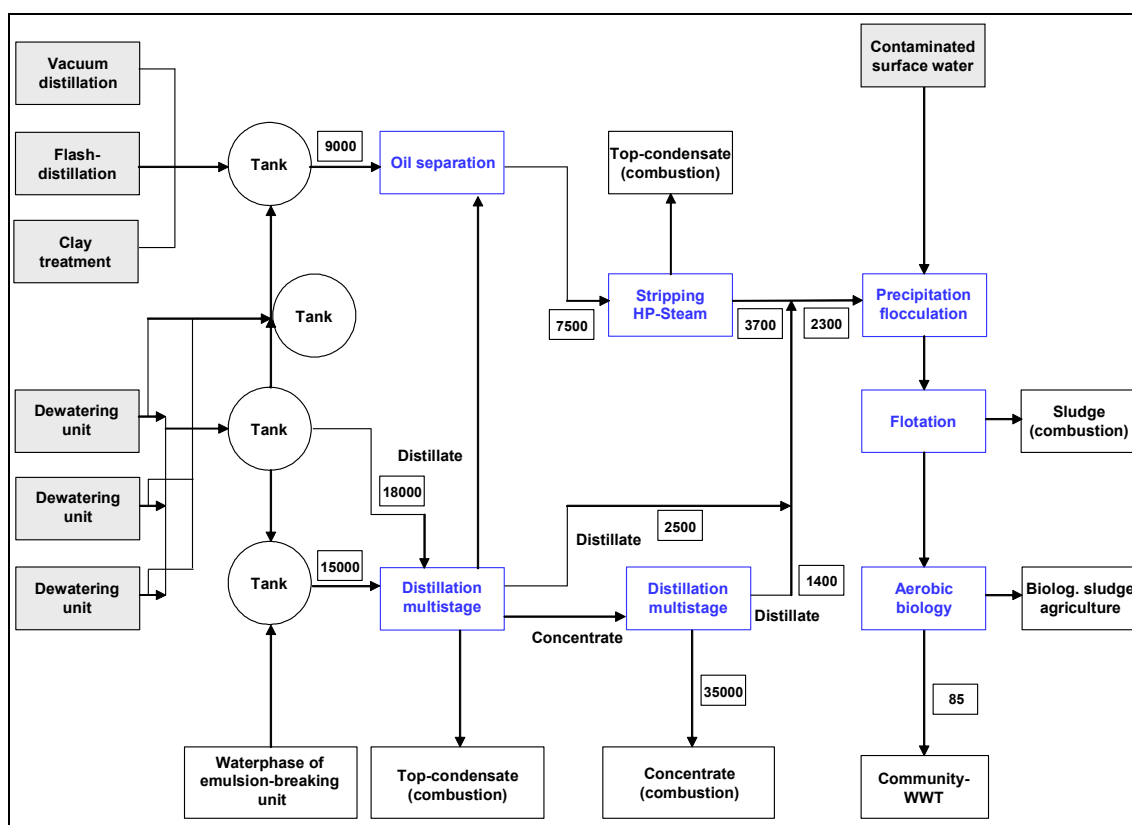 Vacuum
distillation
Contaminated
surface water
Flash-
distillation
Tank
9000
Oil separation
Top-condensate
(combustion)
Clay
treatment
Tank
7500
Stripping
HP-Steam
3700
2300
Precipitation
flocculation
Dewatering
unit
Tank
Distillate
18000
Flotation
Sludge
(combustion)
Dewatering
unit
2500
Distillate
Dewatering
unit
Tank
15000
Distillation
multistage
Concentrate
Distillation
multistage
1400
Distillate
Aerobic
biology
Biolog. sludge
agriculture
35000
85
Waterphase of
emulsion-breaking
unit
Top-condensate
(combustion)
Concentrate
(combustion)
Community-
WWT